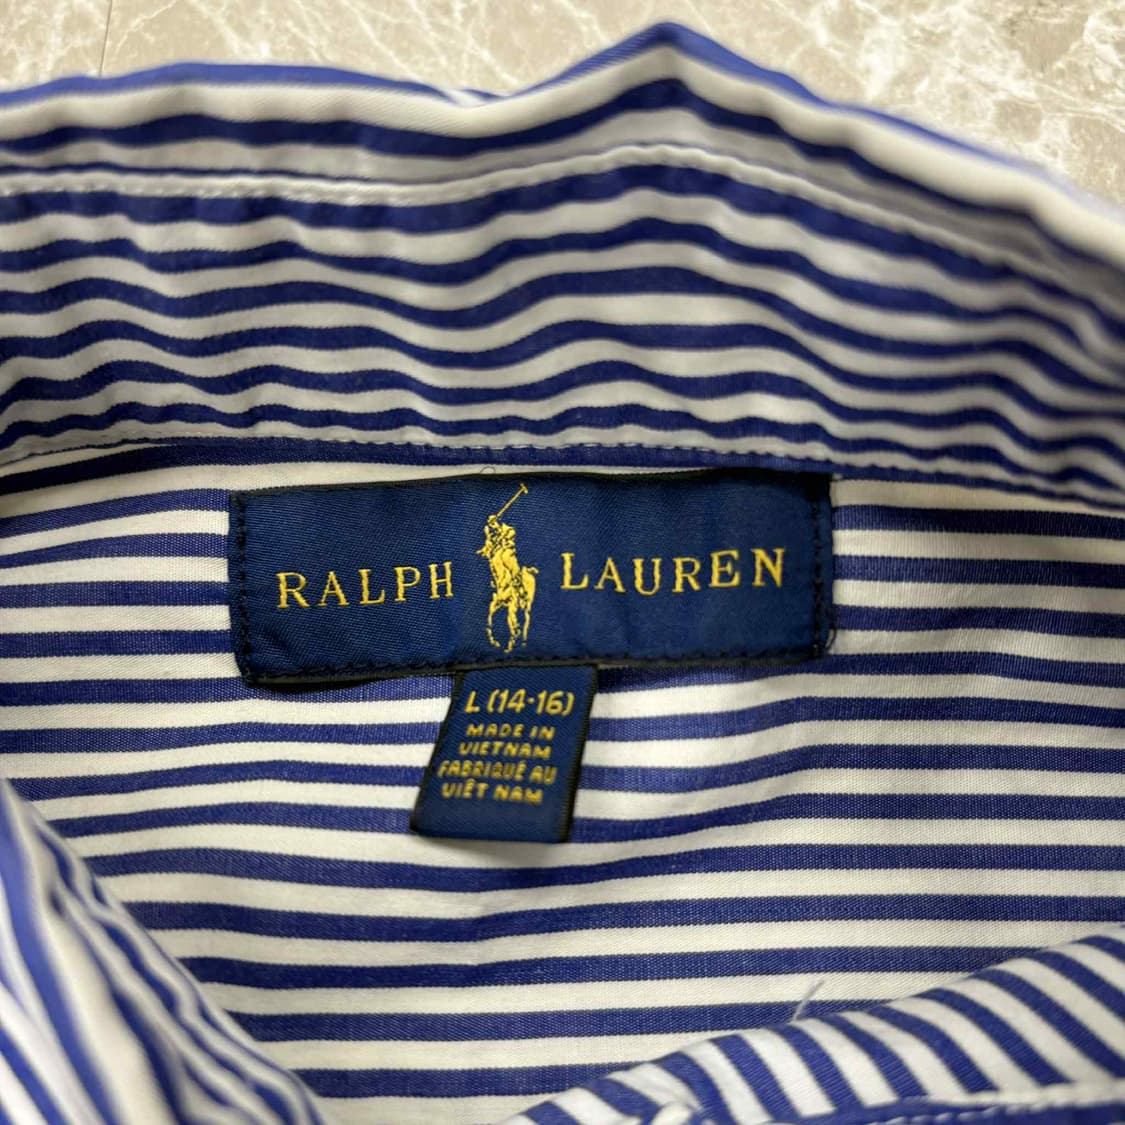 RALPH LAUREN
L (14-16)
MADE IN
VIETNAM
FABRIQUÉ AU
VIÊT NAM